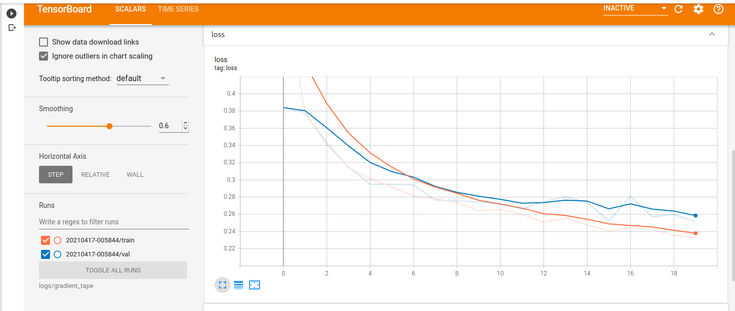 TensorBoard
SCALARS
TIME SERIES
INACTIVE
Show data download links
Ignore outliers in chart scaling
Tooltip sorting method:
default
Smoothing
0.6
Horizontal Axis
STEP
RELATIVE
WALL
Runs
Write a regex to filter runs
20210417-005844/train
20210417-005844/val
TOGGLE ALL RUNS
logs/gradient_tape
loss
loss
tag: loss
0.4
0.38
0.36
0.34
0.32
0.3
0.28
0.26
0.24
0.22
0 2 4 6 8 10 12 14 16 18